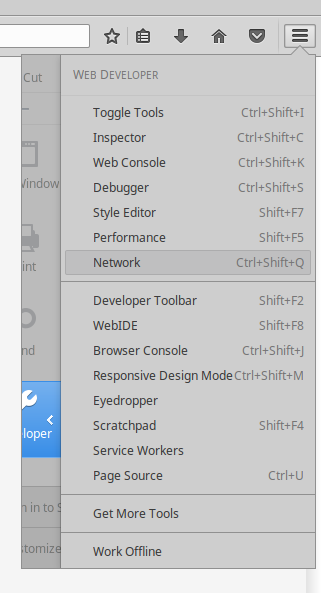 Cut
WEB DEVELOPER
Toggle Tools Ctrl+Shift+I
Inspector Ctrl+Shift+C
Web Console Ctrl+Shift+K
Debugger Ctrl+Shift+S
Style Editor Shift+F7
Performance Shift+F5
Network Ctrl+Shift+Q
Developer Toolbar Shift+F2
WebIDE Shift+F8
Browser Console Ctrl+Shift+J
Responsive Design Mode Ctrl+Shift+M
Eyedropper
Scratchpad Shift+F4
Service Workers
Page Source Ctrl+U
Get More Tools
Work Offline
Window
int
nd
loper
n in to S
stomize